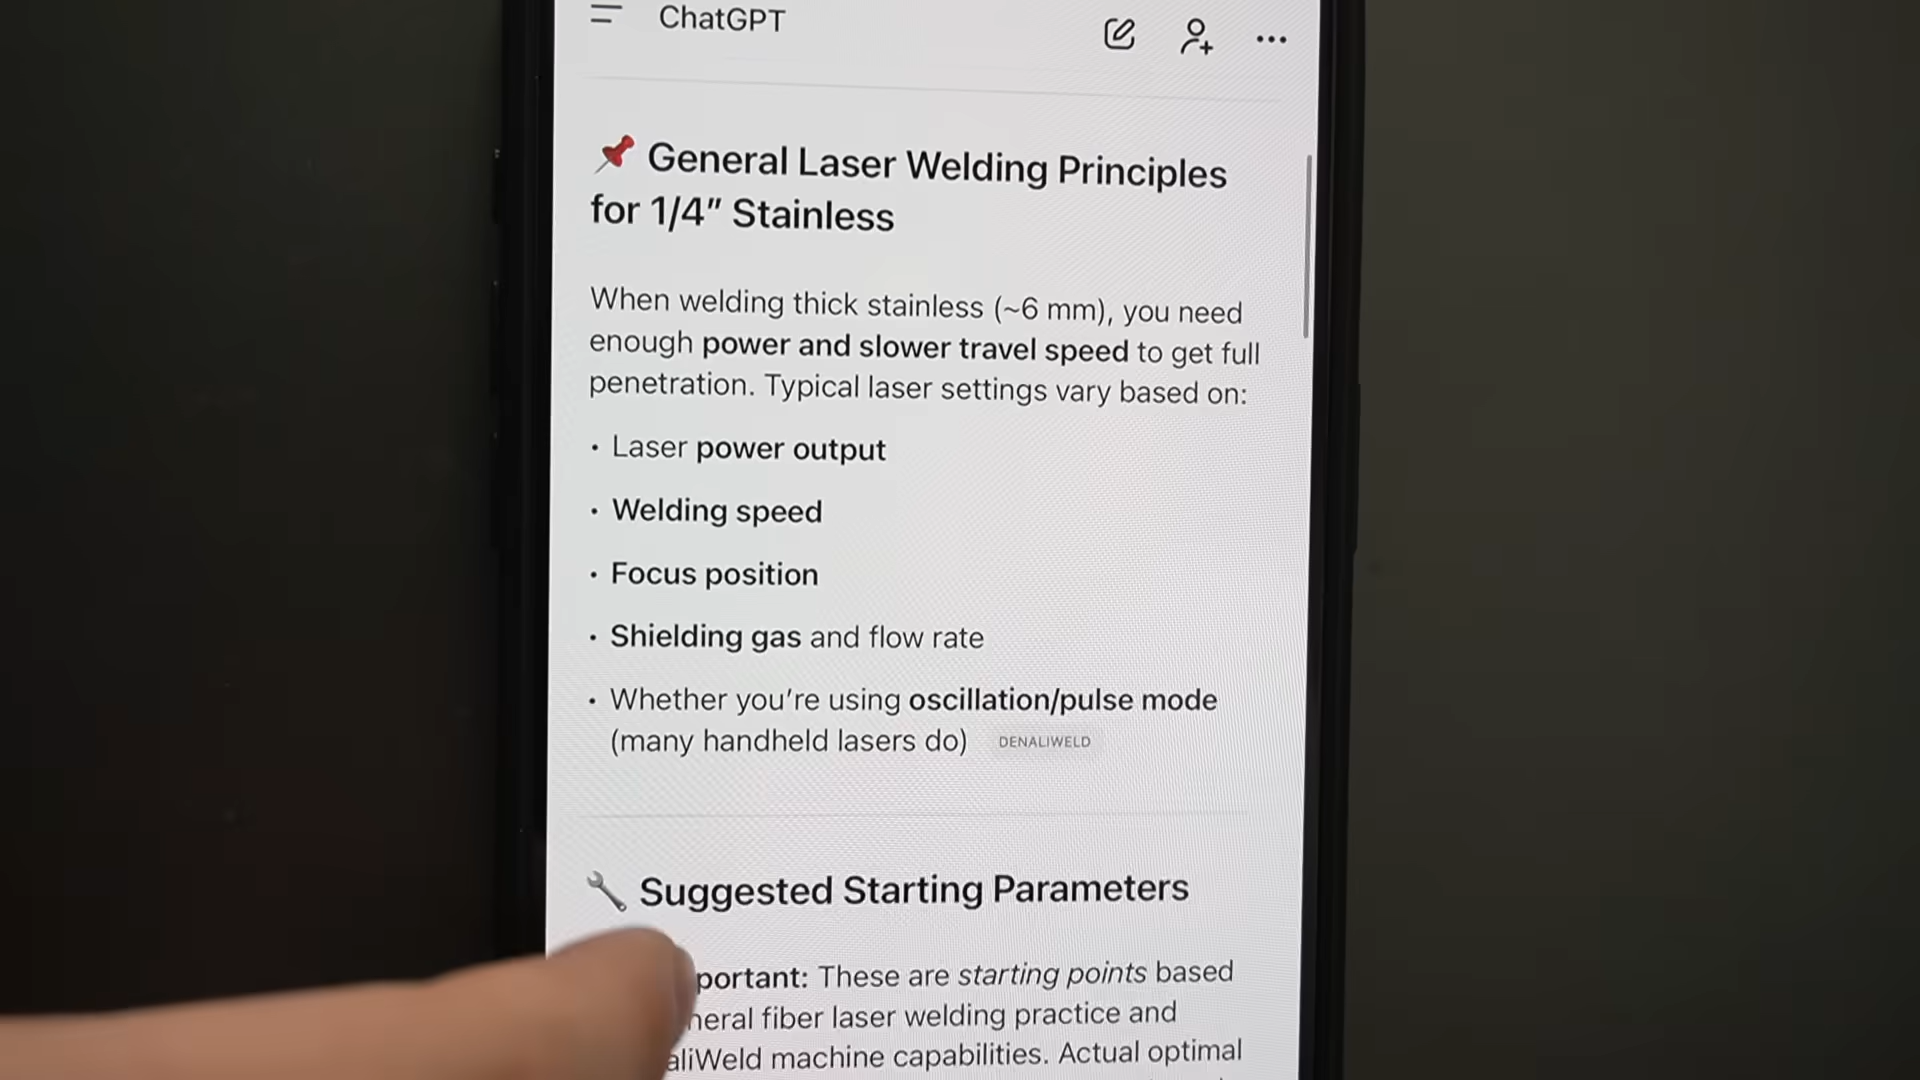 ChatGPT
📌 General Laser Welding Principles
for 1/4” Stainless
When welding thick stainless (~6 mm), you need
enough power and slower travel speed to get full
penetration. Typical laser settings vary based on:
• Laser power output
• Welding speed
• Focus position
• Shielding gas and flow rate
• Whether you’re using oscillation/pulse mode
(many handheld lasers do) DENALIWELD
🔧 Suggested Starting Parameters
portant: These are starting points based
neral fiber laser welding practice and
aliWeld machine capabilities. Actual optimal